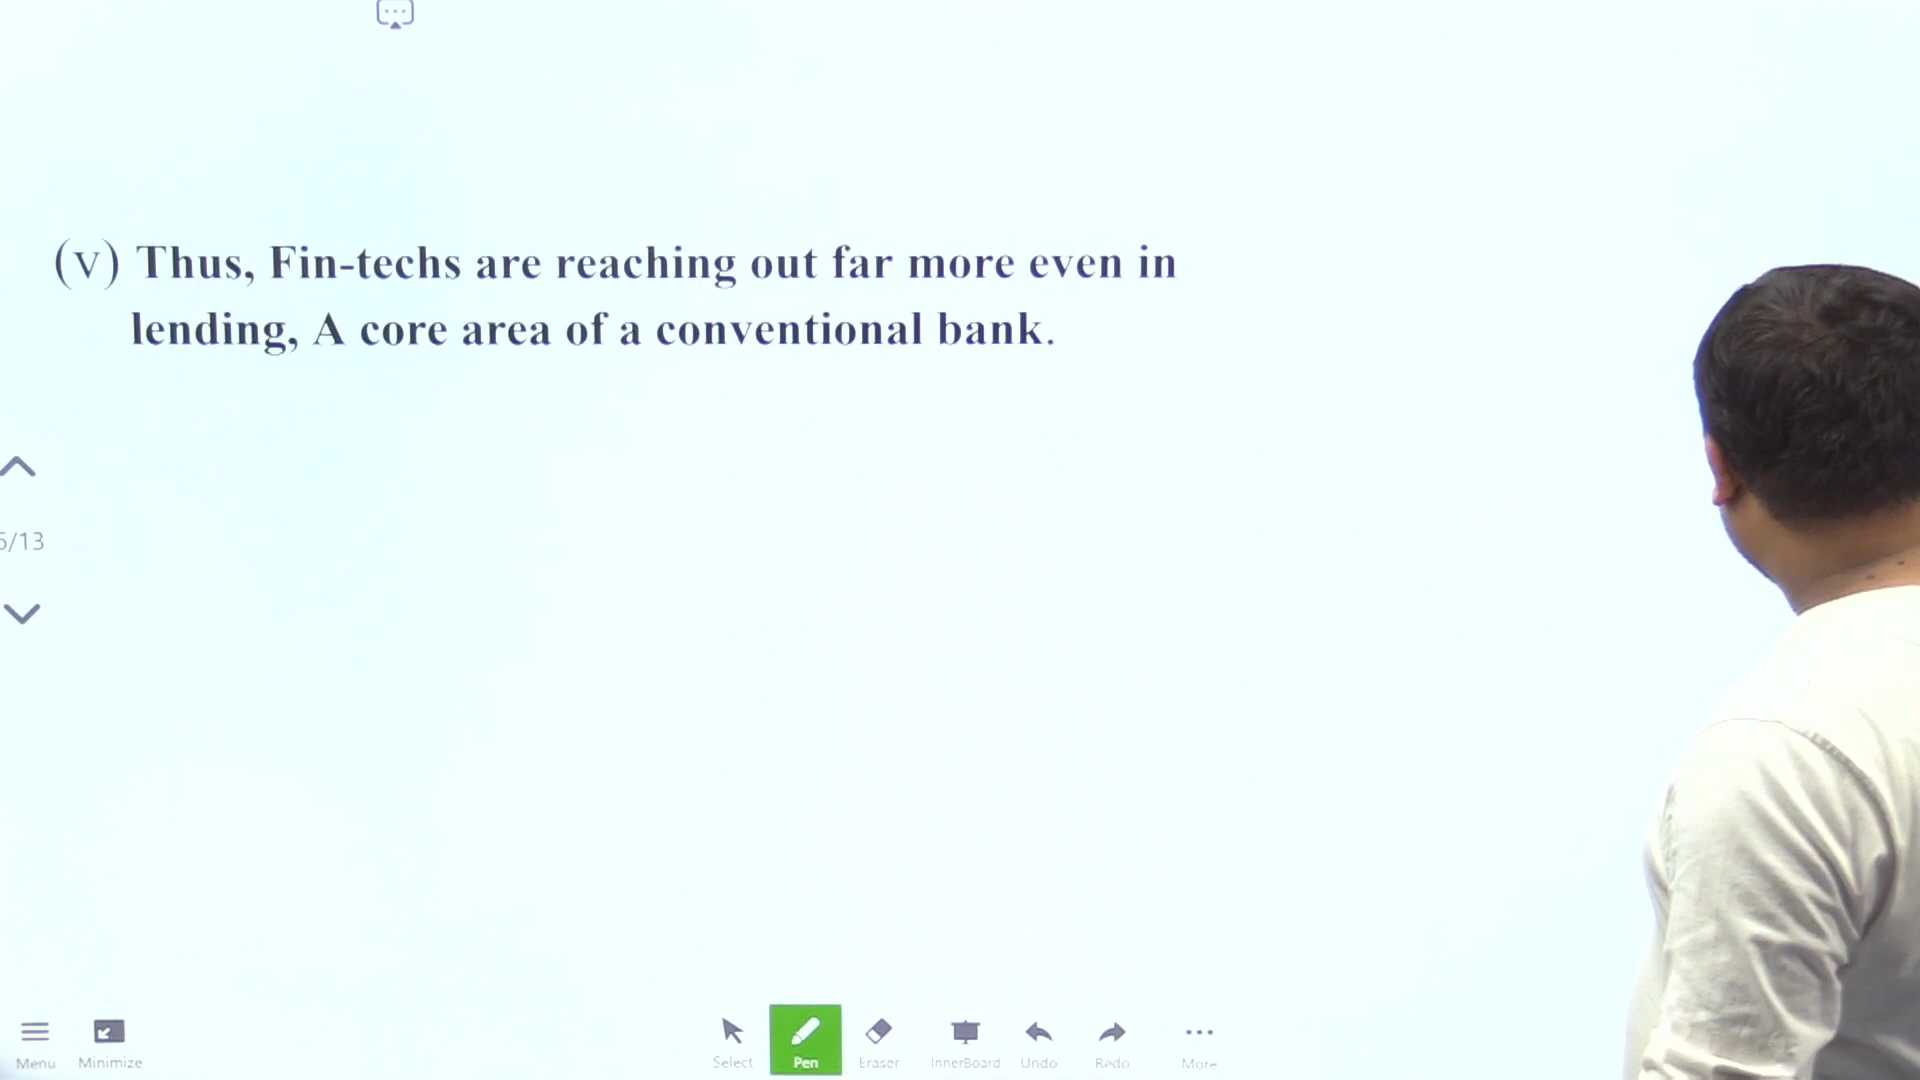 (v) Thus, Fin-techs are reaching out far more even in
lending, A core area of a conventional bank.
/13
Menu
Minimize
Select
Pen
Eraser
InnerBoard
Undo
Redo
More